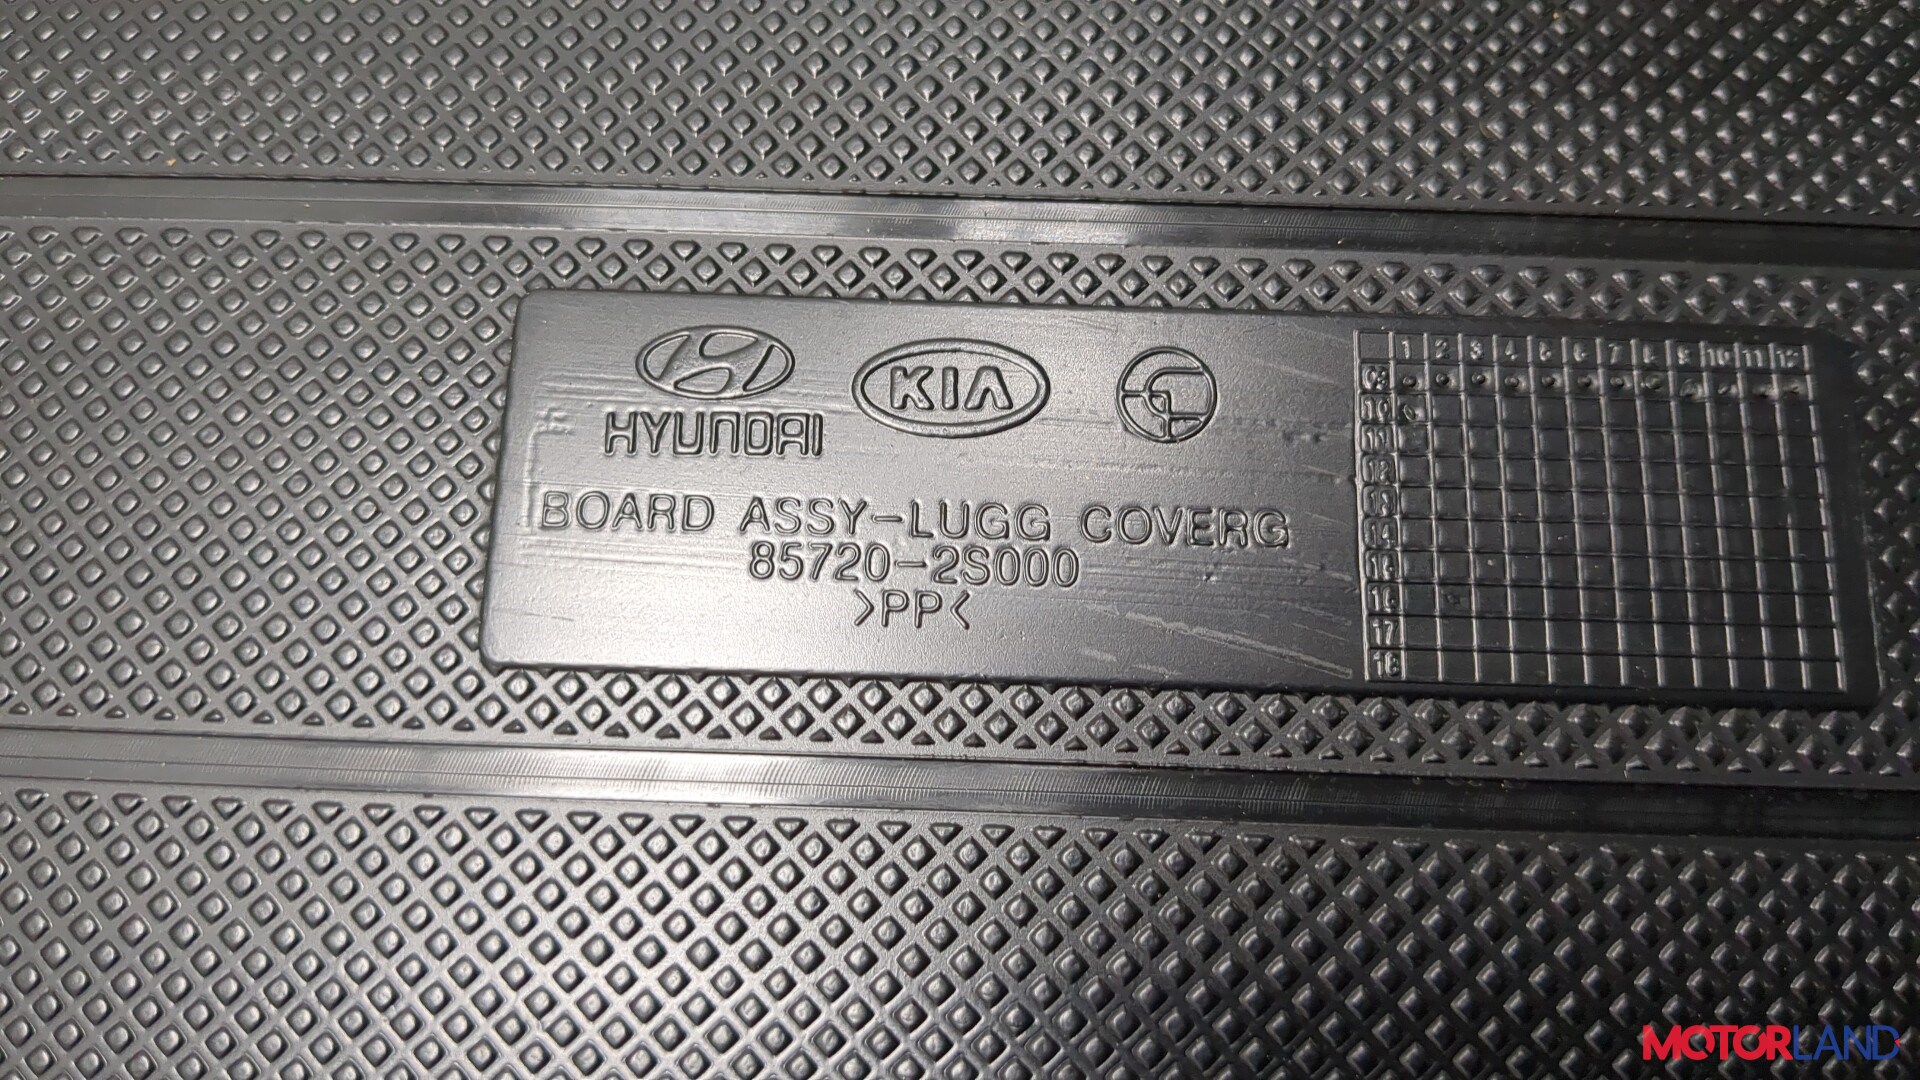 HYUNDAI
KIA
BOARD ASSY-LUGG COVERG
85720-2S000
>PP<
1 2 3 4 5 6 7 8 9 10 11 12
09
10
11
12
13
14
15
16
17
18
MOTORLAND